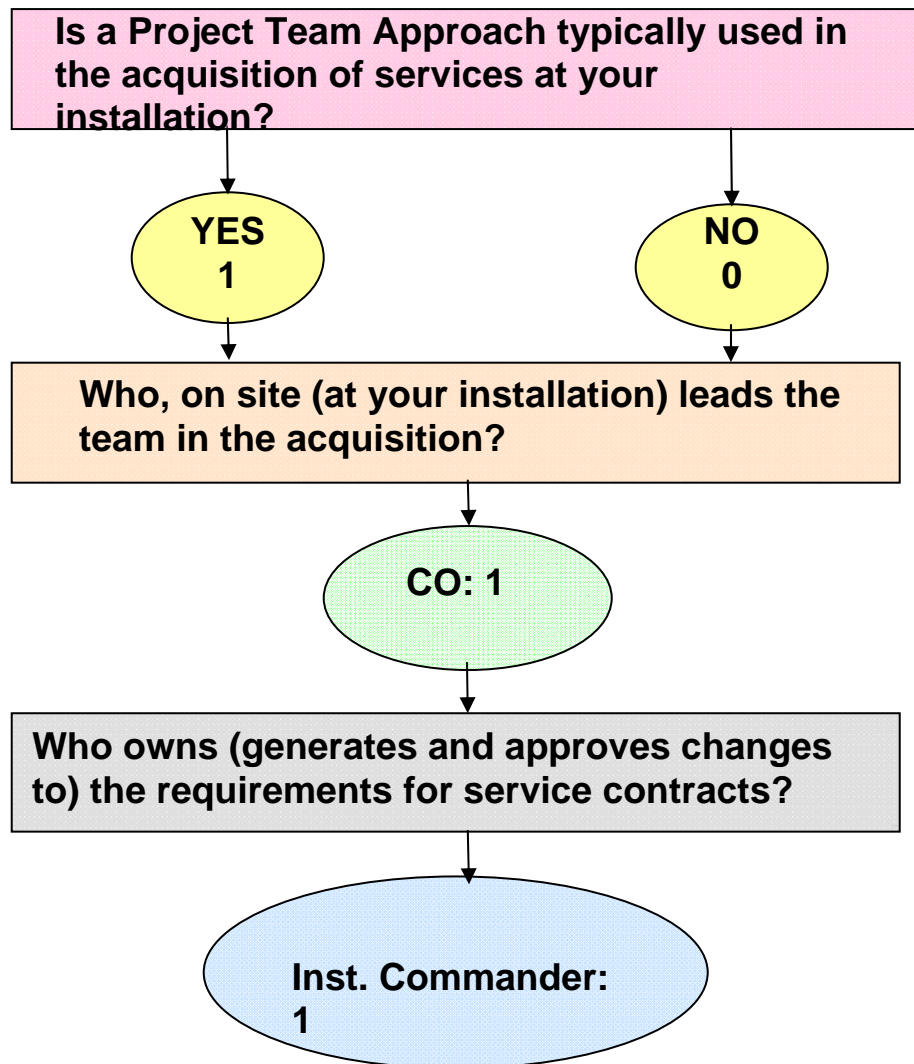 Is a Project Team Approach typically used in
the acquisition of services at your
installation?
YES
1
NO
0
Who, on site (at your installation) leads the
team in the acquisition?
CO: 1
Who owns (generates and approves changes
to) the requirements for service contracts?
Inst. Commander:
1